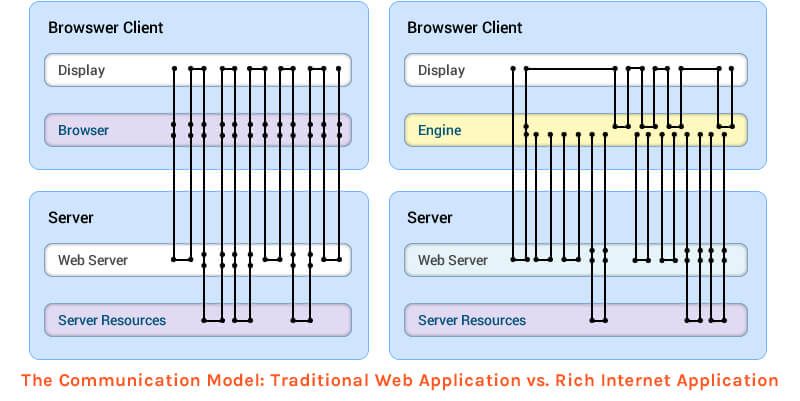 Browswer Client
Display
Browser
Server
Web Server
Server Resources
Browswer Client
Display
Engine
Server
Web Server
Server Resources
The Communication Model: Traditional Web Application vs. Rich Internet Application